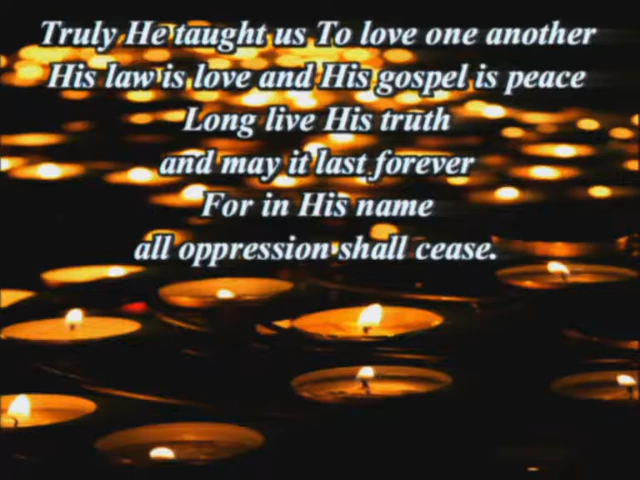 Truly He taught us To love one another
His law is love and His gospel is peace
Long live His truth
and may it last forever
For in His name
all oppression shall cease.